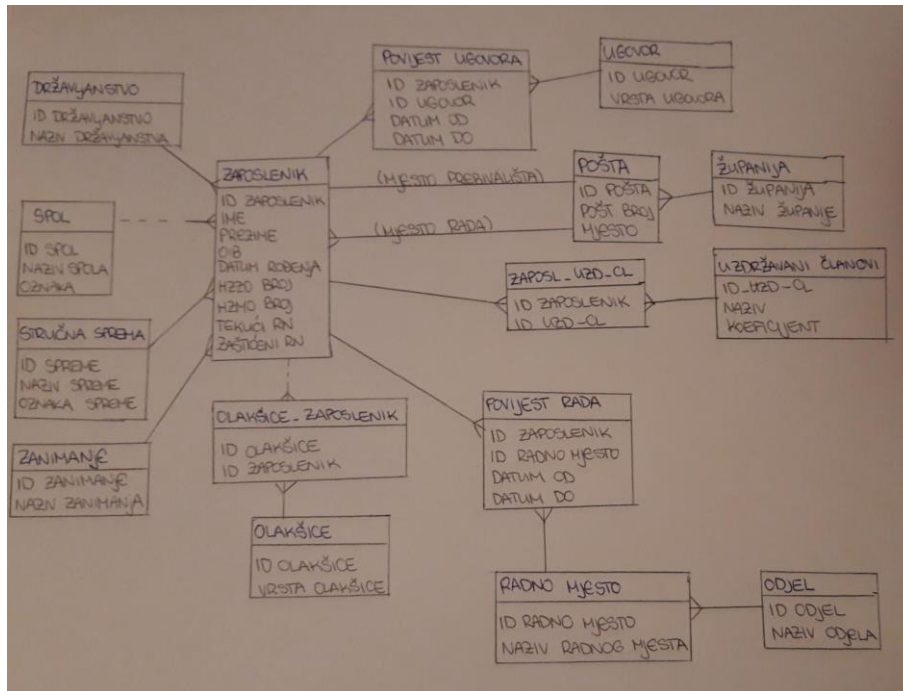 POVIJEST UGOVORA
ID ZAPOSLENIK
ID UGOVOR
DATUM OD
DATUM DO
UGOVOR
ID UGOVOR
VRSTA UGOVORA
DRŽAVLJANSTVO
ID DRŽAVLJANSTVO
NAZIV DRŽAVLJANSTVA
ZAPOSLENIK
ID ZAPOSLENIK
IME
PREZIME
OIB
DATUM ROĐENJA
HZZO BROJ
HZMO BROJ
TEKUĆI RN
ZAŠTIĆENI RN
(MJESTO PREBIVALIŠTA)
(MJESTO RADA)
POŠTA
ID POŠTA
POŠT BROJ
MJESTO
ŽUPANIJA
ID ŽUPANIJA
NAZIV ŽUPANIJE
SPOL
ID SPOL
NAZIV SPOLA
OZNAKA
ZAPOSL_UZD_CL
ID ZAPOSLENIK
ID UZD-CL
UZDRŽAVANI ČLANOVI
ID_UZD-CL
NAZIV
KOEFICIJENT
STRUČNA SPREMA
ID SPREME
NAZIV SPREME
OZNAKA SPREME
ZANIMANJE
ID ZANIMANJE
NAZIV ZANIMANJA
OLAKŠICE_ZAPOSLENIK
ID OLAKŠICE
ID ZAPOSLENIK
OLAKŠICE
ID OLAKŠICE
VRSTA OLAKŠICE
POVIJEST RADA
ID ZAPOSLENIK
ID RADNO MJESTO
DATUM OD
DATUM DO
RADNO MJESTO
ID RADNO MJESTO
NAZIV RADNOG MJESTA
ODJEL
ID ODJEL
NAZIV ODJELA